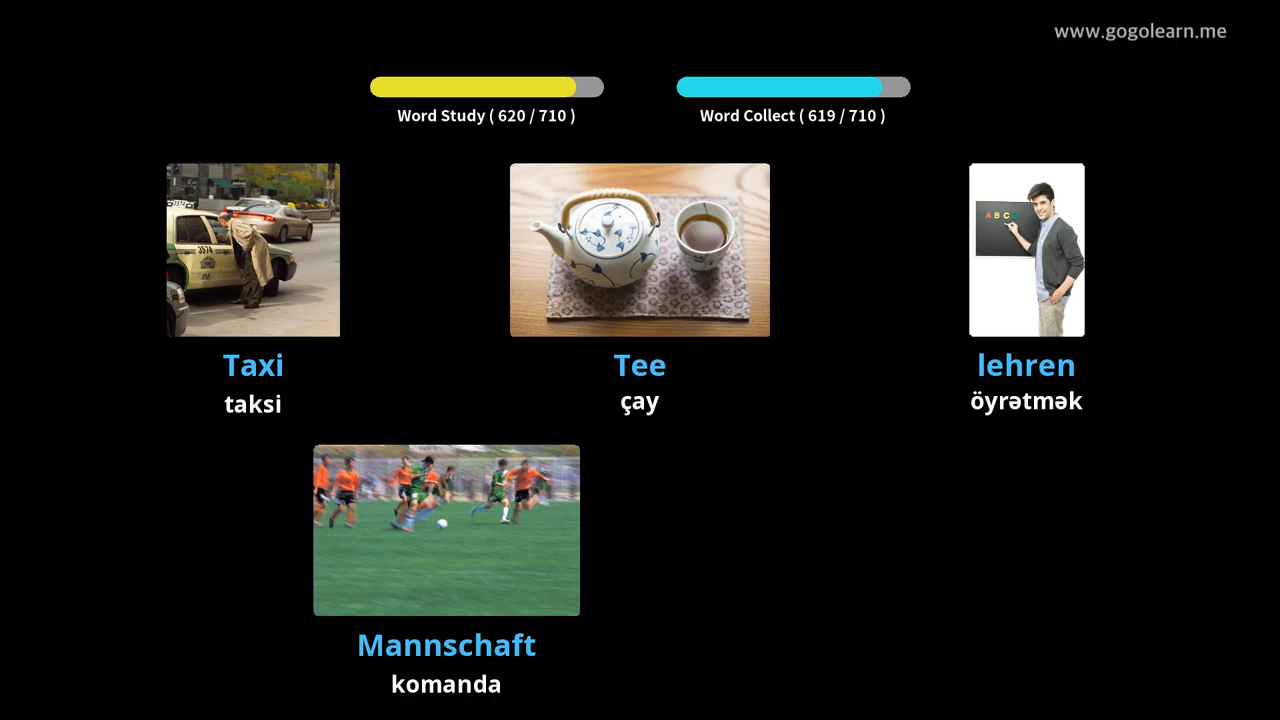 www.gogolearn.me
Word Study ( 620 / 710 )
Word Collect ( 619 / 710 )
3574
A B C
Taxi
Tee
lehren
taksi
çay
öyrətmək
Mannschaft
komanda